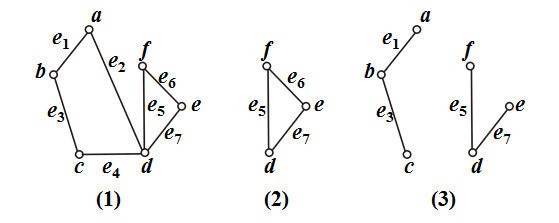 a
e₁
b
e₂
e₃
c
e₄
d
f
e₆
e₅
e
e₇
(1)
f
e₆
e₅
e
e₇
d
(2)
a
e₁
b
e₃
c
f
e₅
e
e₇
d
(3)